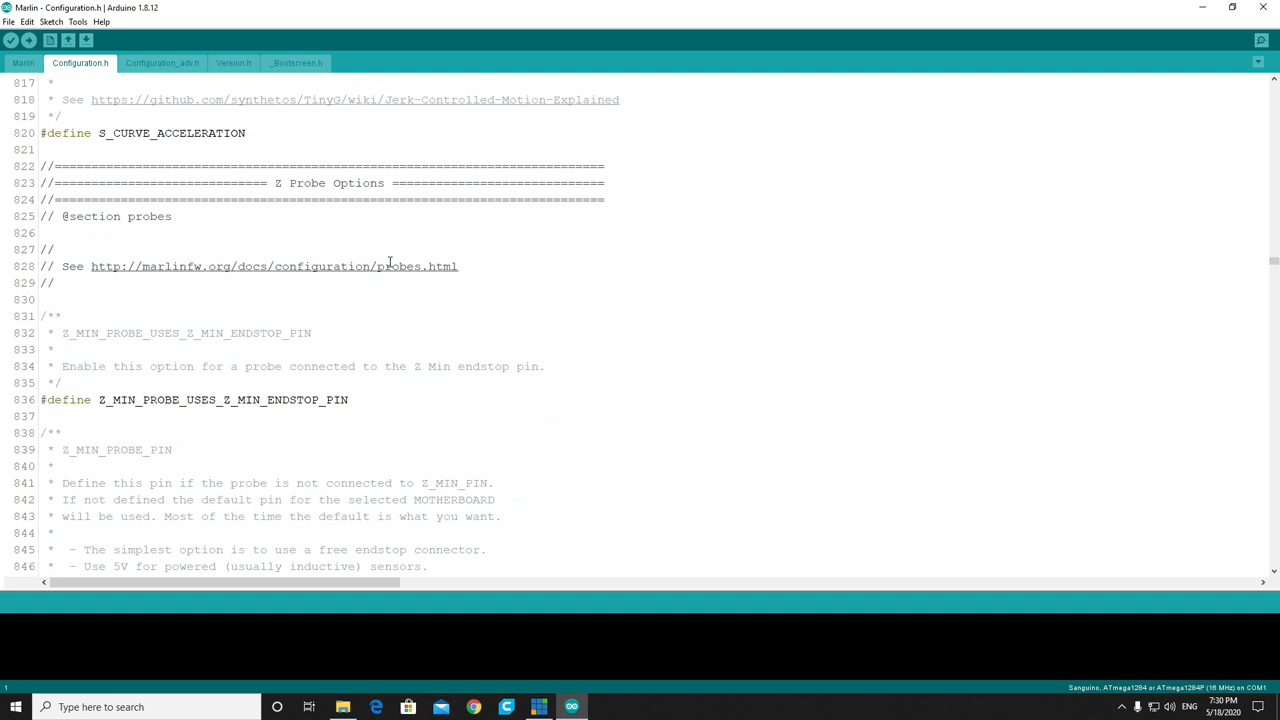 Marlin - Configuration.h | Arduino 1.8.12
File Edit Sketch Tools Help
Marlin Configuration.h Configuration_adv.h Version.h _Bootscreen.h
817 *
818 * See https://github.com/synthetos/TinyG/wiki/Jerk-Controlled-Motion-Explained
819 */
820 #define S_CURVE_ACCELERATION
821
822 //===========================================================================
823 //============================= Z Probe Options =============================
824 //===========================================================================
825 // @section probes
826
827 //
828 // See http://marlinfw.org/docs/configuration/probes.html
829 //
830
831 /**
832 * Z_MIN_PROBE_USES_Z_MIN_ENDSTOP_PIN
833 *
834 * Enable this option for a probe connected to the Z Min endstop pin.
835 */
836 #define Z_MIN_PROBE_USES_Z_MIN_ENDSTOP_PIN
837
838 /**
839 * Z_MIN_PROBE_PIN
840 *
841 * Define this pin if the probe is not connected to Z_MIN_PIN.
842 * If not defined the default pin for the selected MOTHERBOARD
843 * will be used. Most of the time the default is what you want.
844 *
845 *  - The simplest option is to use a free endstop connector.
846 *  - Use 5V for powered (usually inductive) sensors.
1 Sanguino, ATmega1284 or ATmega1284P (16 MHz) on COM1
Type here to search
ENG
7:30 PM
5/18/2020